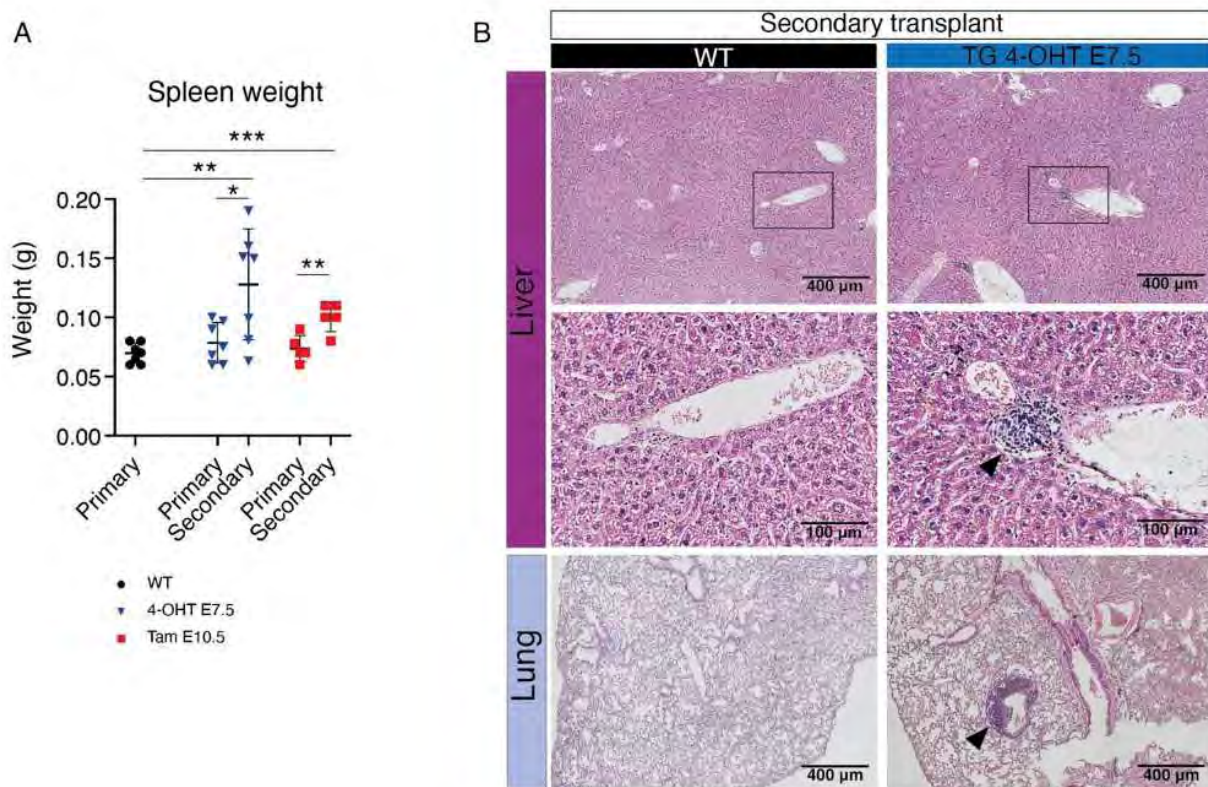 A
Spleen weight
***
**
*
**
Weight (g)
0.20
0.15
0.10
0.05
0.00
Primary
Primary
Secondary
Primary
Secondary
WT
4-OHT E7.5
Tam E10.5
B
Secondary transplant
WT
TG 4-OHT E7.5
Liver
400 µm
400 µm
100 µm
100 µm
Lung
400 µm
400 µm